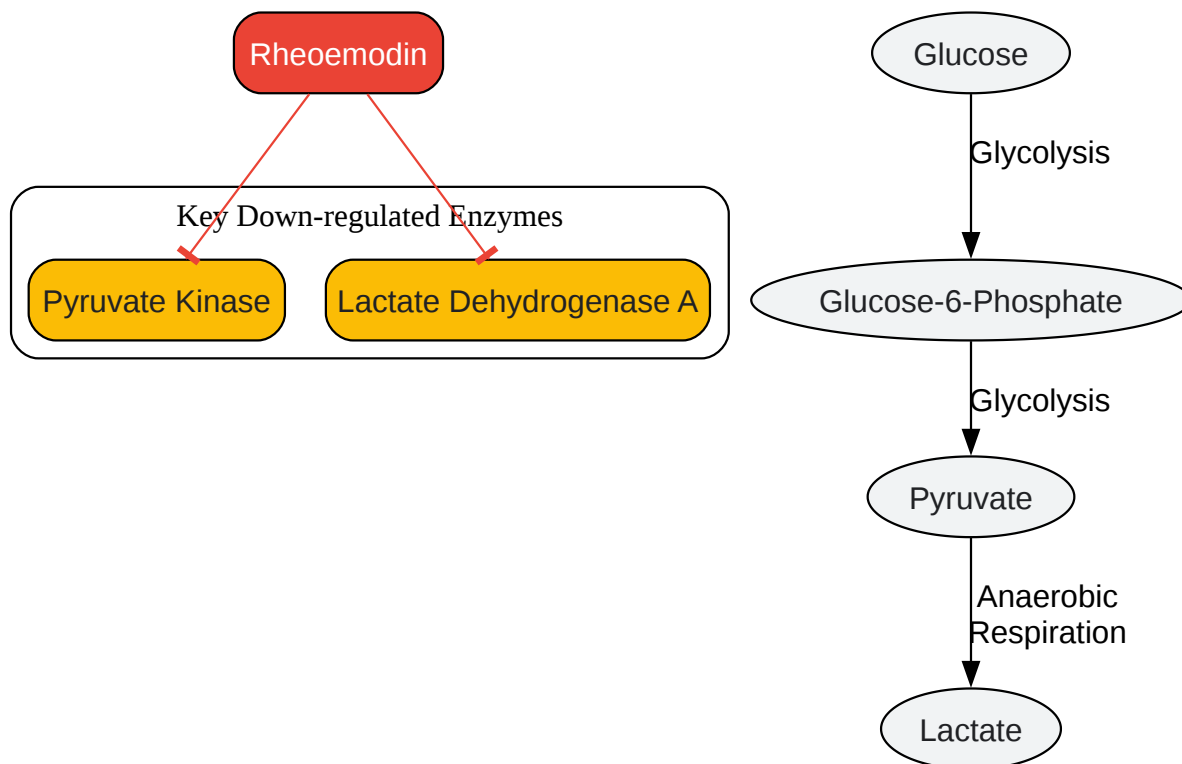 Rheoemodin
Key Down-regulated Enzymes
Pyruvate Kinase
Lactate Dehydrogenase A
Glucose
Glycolysis
Glucose-6-Phosphate
Glycolysis
Pyruvate
Anaerobic
Respiration
Lactate